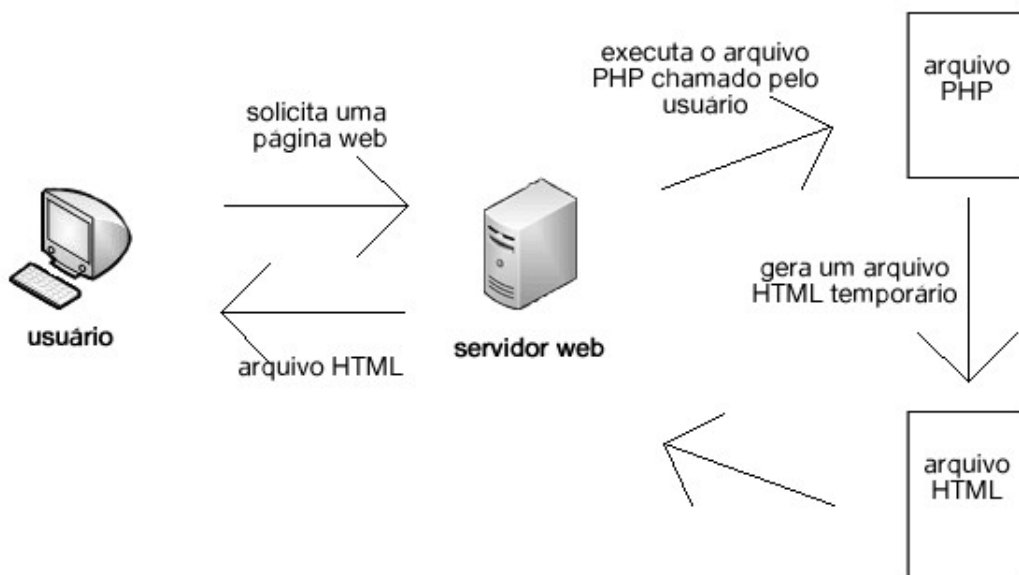 solicita uma
página web
usuário
arquivo HTML
servidor web
executa o arquivo
PHP chamado pelo
usuário
arquivo
PHP
gera um arquivo
HTML temporário
arquivo
HTML